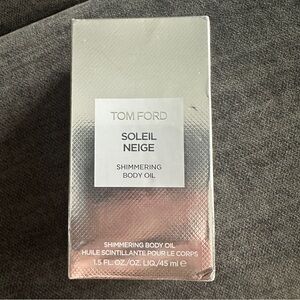 TOM FORD
SOLEIL
NEIGE
SHIMMERING
BODY OIL
SHIMMERING BODY OIL
HUILE SCINTILLANTE POUR LE CORPS
1.5 FL. OZ./OZ. LIQ./45 ml ℮